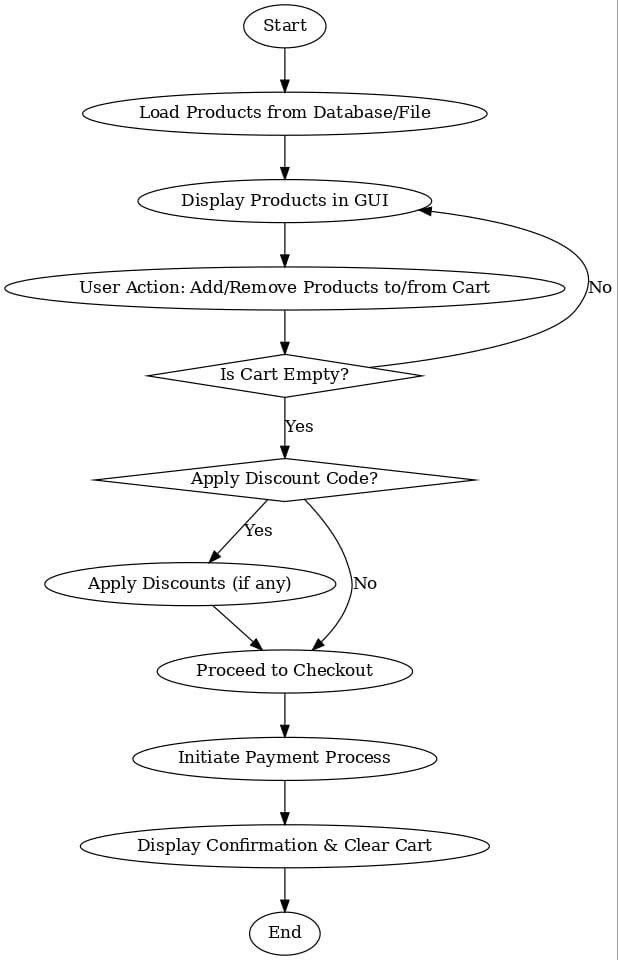 Start
Load Products from Database/File
Display Products in GUI
User Action: Add/Remove Products to/from Cart
No
Is Cart Empty?
Yes
Apply Discount Code?
Yes
Apply Discounts (if any)
No
Proceed to Checkout
Initiate Payment Process
Display Confirmation & Clear Cart
End